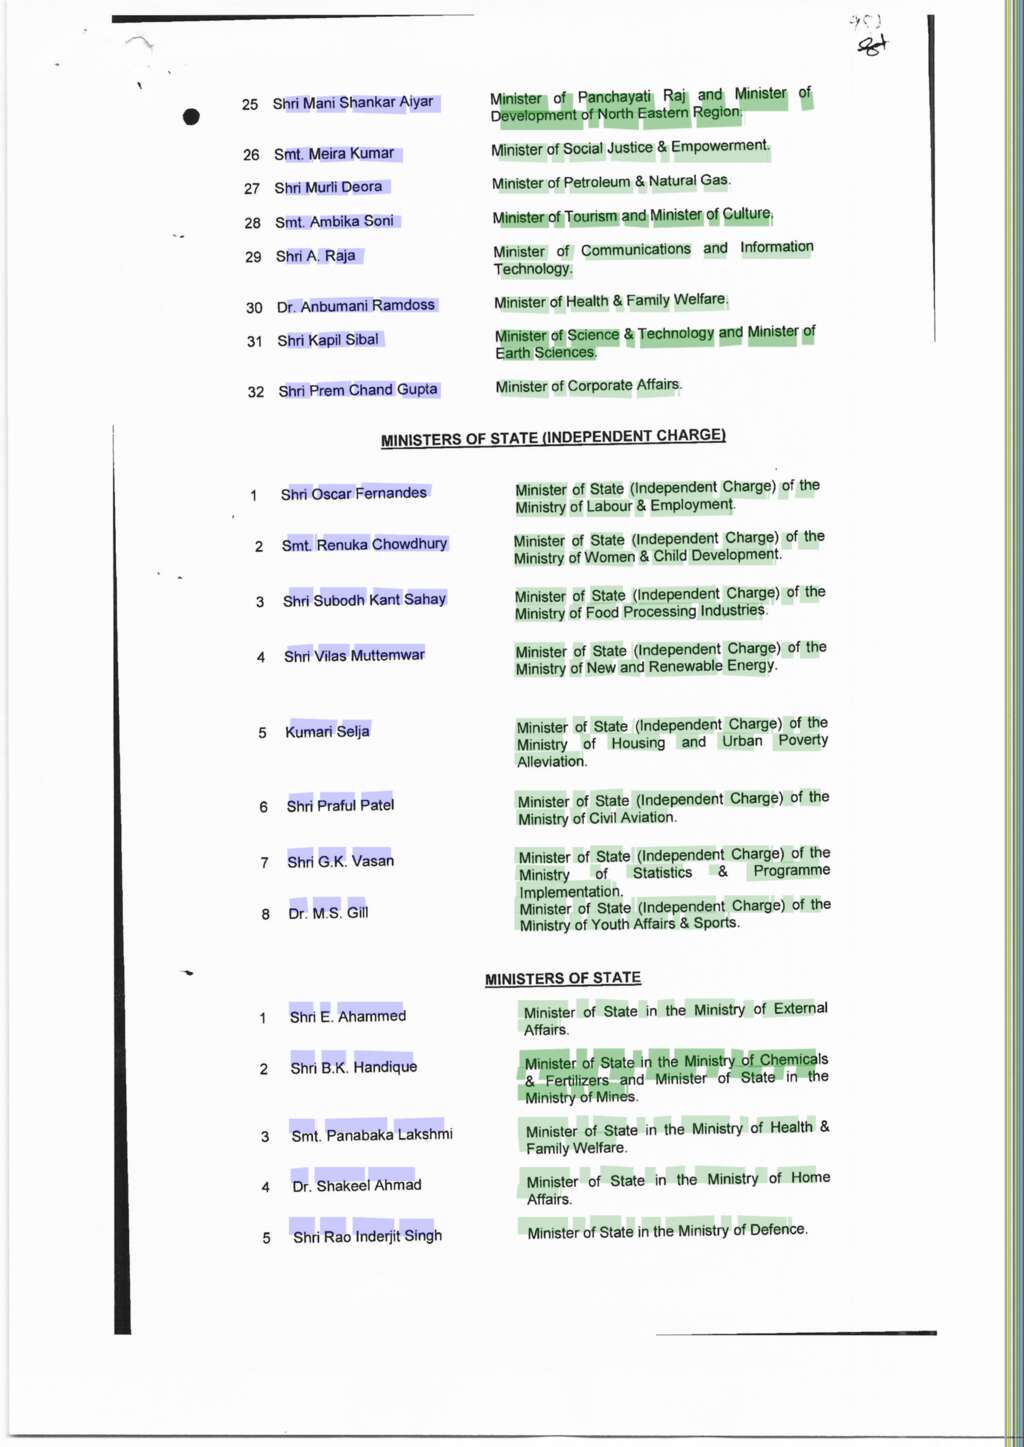 25 Shri Mani Shankar Aiyar Minister of Panchayati Raj and Minister of
Development of North Eastern Region.
26 Smt. Meira Kumar Minister of Social Justice & Empowerment.
27 Shri Murli Deora Minister of Petroleum & Natural Gas.
28 Smt. Ambika Soni Minister of Tourism and Minister of Culture.
29 Shri A. Raja Minister of Communications and Information
Technology.
30 Dr. Anbumani Ramdoss Minister of Health & Family Welfare.
31 Shri Kapil Sibal Minister of Science & Technology and Minister of
Earth Sciences.
32 Shri Prem Chand Gupta Minister of Corporate Affairs.
MINISTERS OF STATE (INDEPENDENT CHARGE)
1 Shri Oscar Fernandes Minister of State (Independent Charge) of the
Ministry of Labour & Employment.
2 Smt. Renuka Chowdhury Minister of State (Independent Charge) of the
Ministry of Women & Child Development.
3 Shri Subodh Kant Sahay Minister of State (Independent Charge) of the
Ministry of Food Processing Industries.
4 Shri Vilas Muttemwar Minister of State (Independent Charge) of the
Ministry of New and Renewable Energy.
5 Kumari Selja Minister of State (Independent Charge) of the
Ministry of Housing and Urban Poverty
Alleviation.
6 Shri Praful Patel Minister of State (Independent Charge) of the
Ministry of Civil Aviation.
7 Shri G.K. Vasan Minister of State (Independent Charge) of the
Ministry of Statistics & Programme
Implementation.
8 Dr. M.S. Gill Minister of State (Independent Charge) of the
Ministry of Youth Affairs & Sports.
MINISTERS OF STATE
1 Shri E. Ahammed Minister of State in the Ministry of External
Affairs.
2 Shri B.K. Handique Minister of State in the Ministry of Chemicals
& Fertilizers and Minister of State in the
Ministry of Mines.
3 Smt. Panabaka Lakshmi Minister of State in the Ministry of Health &
Family Welfare.
4 Dr. Shakeel Ahmad Minister of State in the Ministry of Home
Affairs.
5 Shri Rao Inderjit Singh Minister of State in the Ministry of Defence.